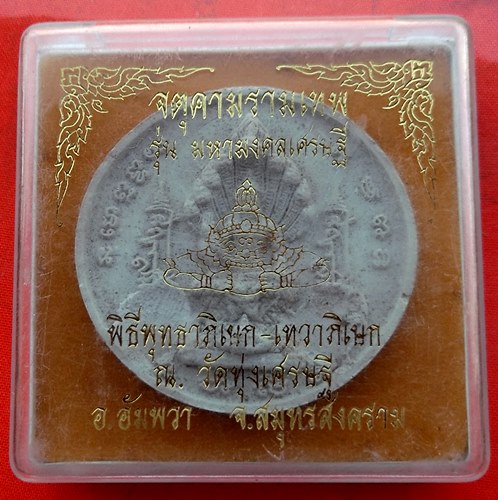 จตุคามรามเทพ
รุ่น มหามงคลเศรษฐี
พิธีพุทธาภิเษก-เทวาภิเษก
ณ. วัดทุ่งเศรษฐี
อ.อัมพวา จ.สมุทรสงคราม